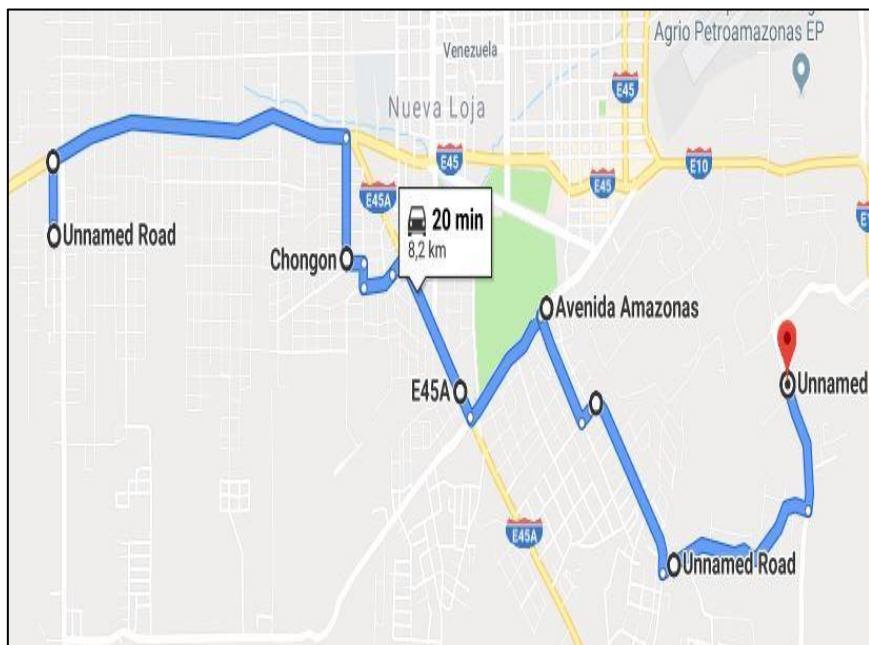 Agrio Petroamazonas EP
Venezuela
E45
Nueva Loja
E45
E10
E45A
E45
20 min
8,2 km
Unnamed Road
Chongon
Avenida Amazonas
E45A
Unnamed
E45A
Unnamed Road